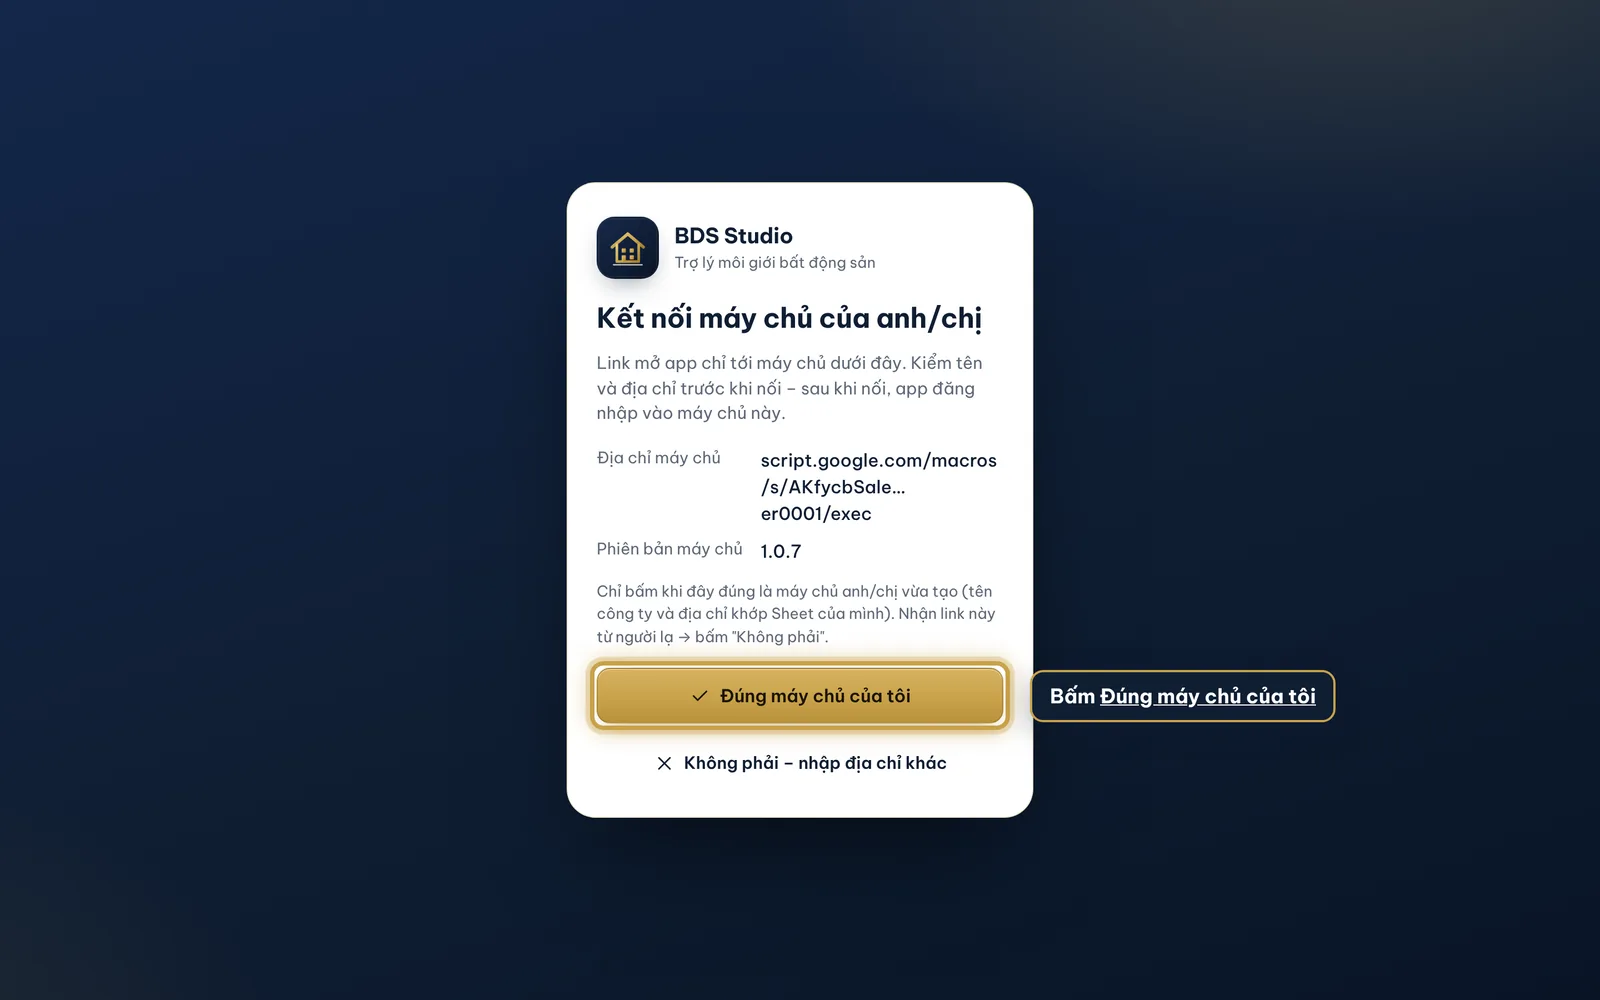 BDS Studio
Trợ lý môi giới bất động sản
Kết nối máy chủ của anh/chị
Link mở app chỉ tới máy chủ dưới đây. Kiểm tên
và địa chỉ trước khi nối – sau khi nối, app đăng
nhập vào máy chủ này.
Địa chỉ máy chủ
script.google.com/macros
/s/AKfycbSale…
er0001/exec
Phiên bản máy chủ
1.0.7
Chỉ bấm khi đây đúng là máy chủ anh/chị vừa tạo (tên
công ty và địa chỉ khớp Sheet của mình). Nhận link này
từ người lạ → bấm "Không phải".
Đúng máy chủ của tôi
Bấm Đúng máy chủ của tôi
Không phải – nhập địa chỉ khác